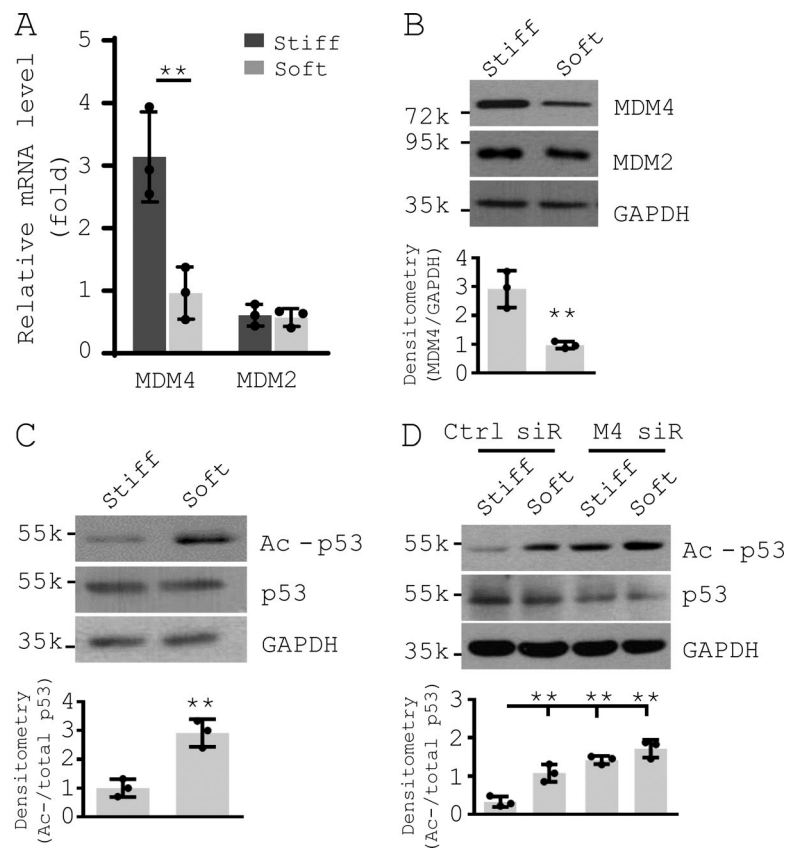 A
Relative mRNA level
(fold)
5
4
3
2
1
0
Stiff
Soft
**
MDM4 MDM2
B
Stiff Soft
72k
MDM4
95k
MDM2
35k
GAPDH
Densitometry
(MDM4/GAPDH)
4
3
2
1
0
**
C
Stiff Soft
55k
Ac-p53
55k
p53
35k
GAPDH
Densitometry
(Ac-/total p53)
4
3
2
1
0
**
D
Ctrl siR M4 siR
Stiff Soft Stiff Soft
55k
Ac-p53
55k
p53
35k
GAPDH
Densitometry
(Ac-/total p53)
3
2
1
0
** ** **